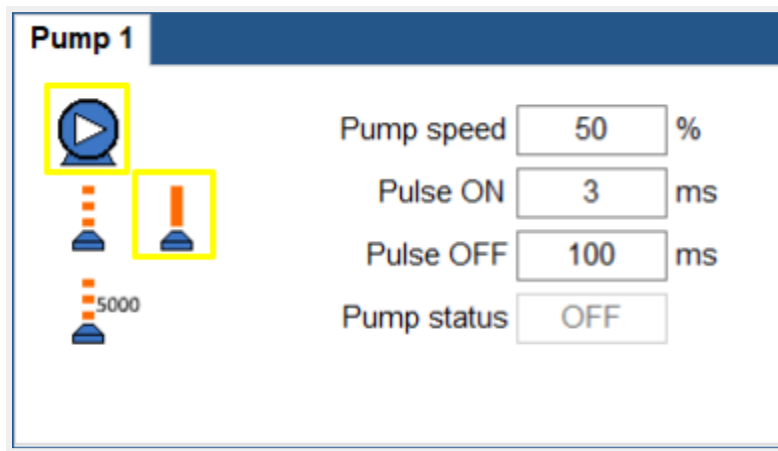 Pump 1
Pump speed 50 %
Pulse ON 3 ms
Pulse OFF 100 ms
5000
Pump status OFF